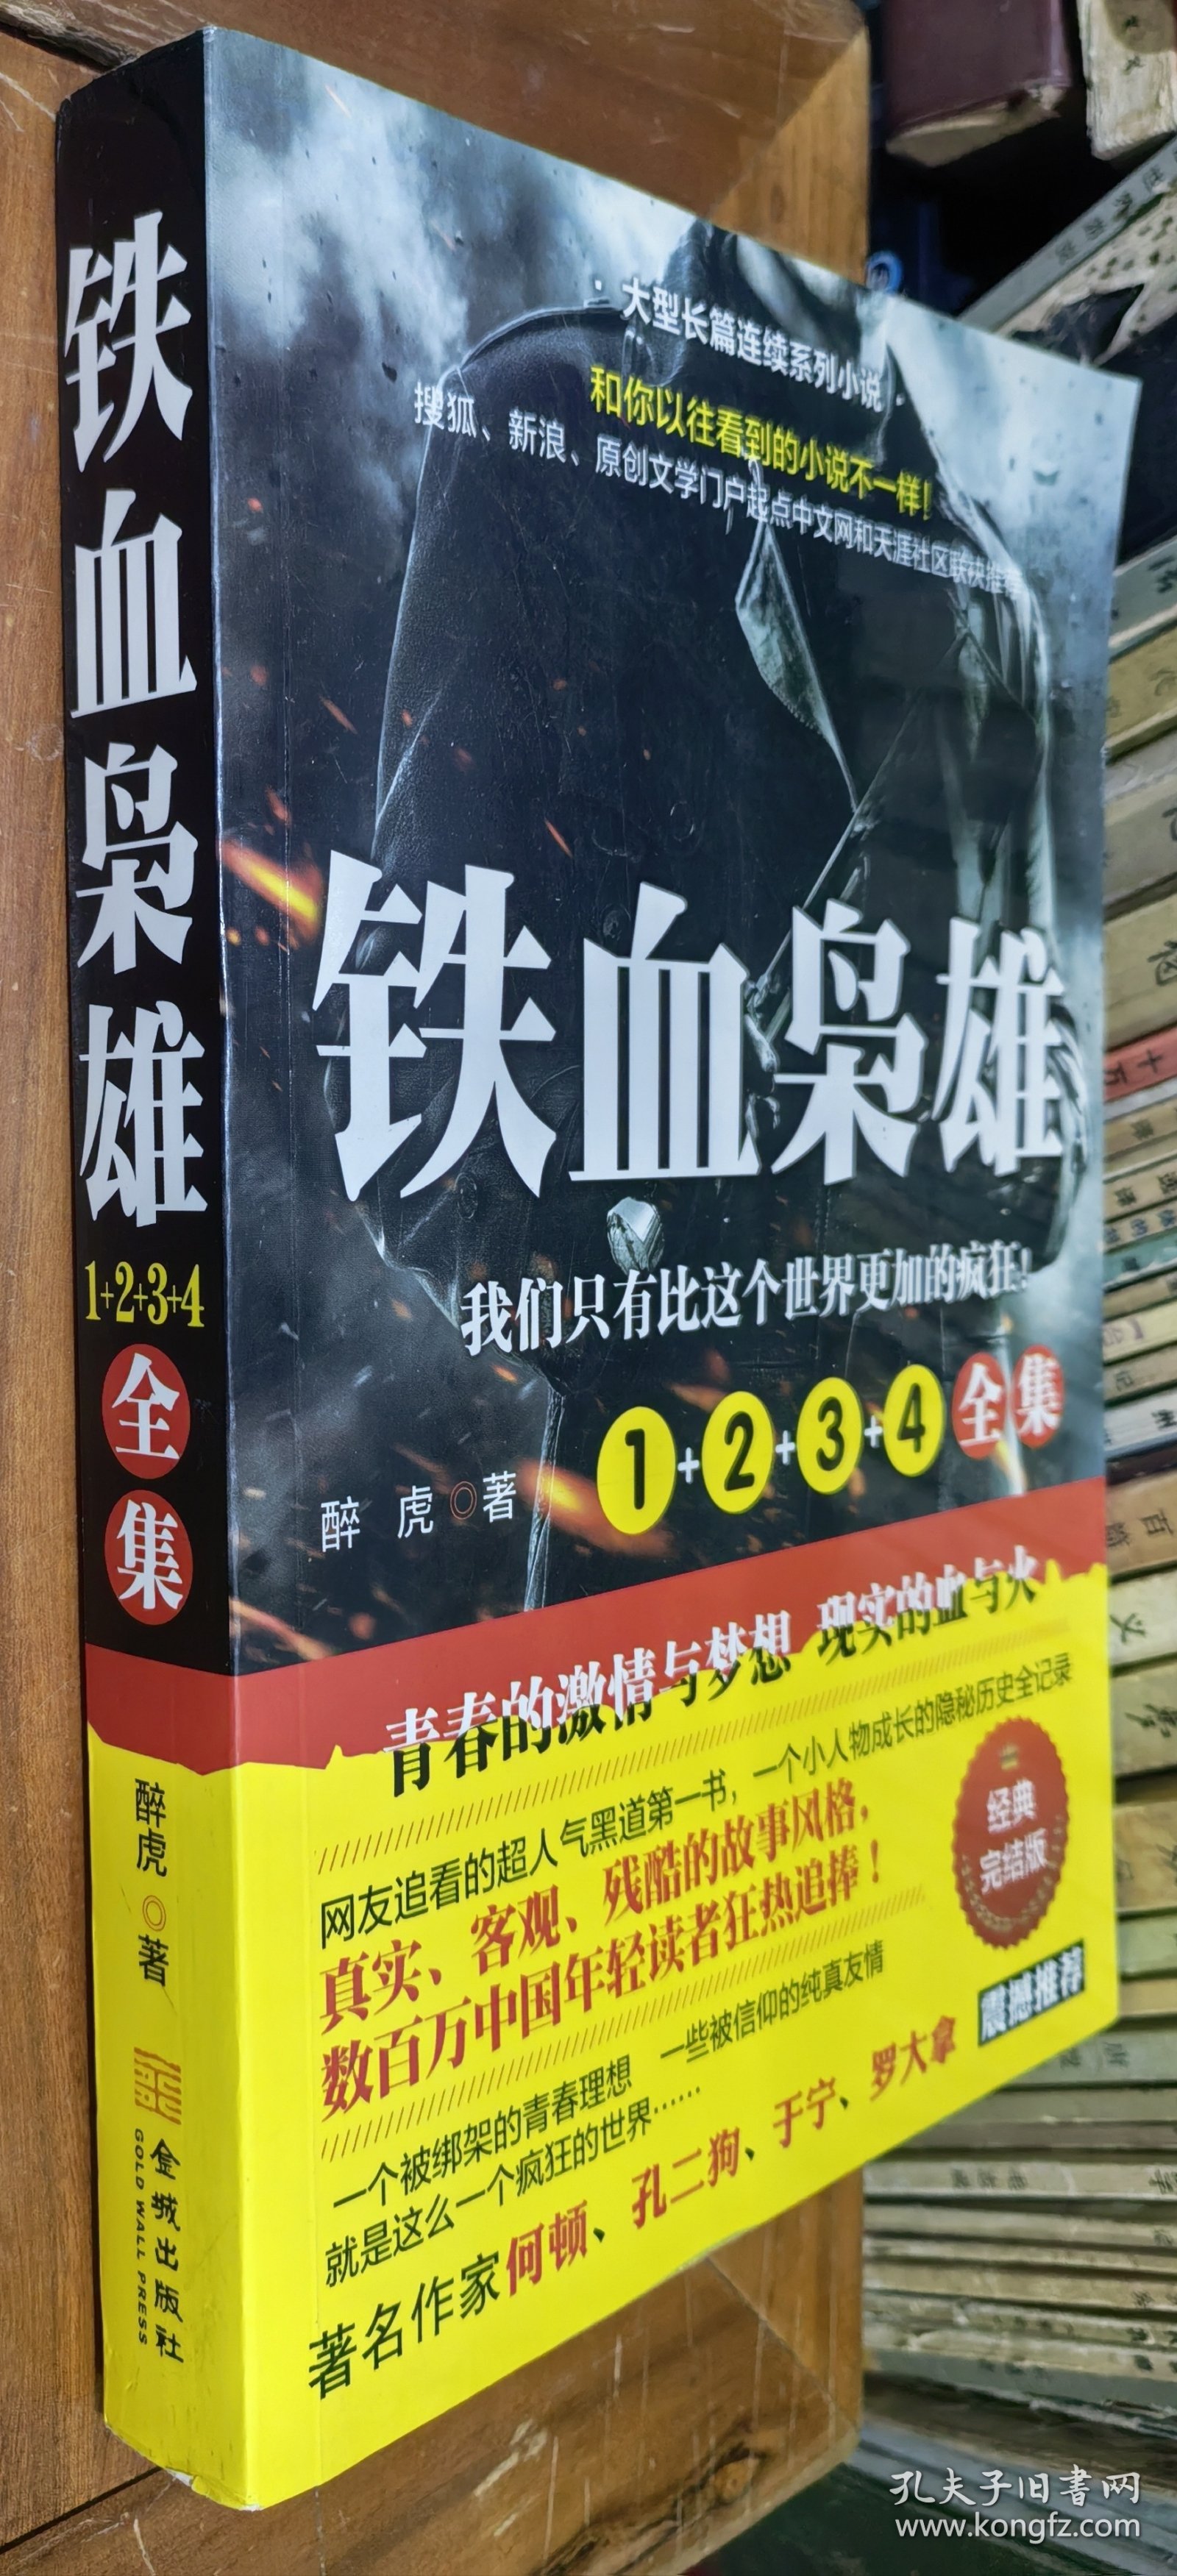 铁血枭雄
1+2+3+4
全集
醉虎◎著
金城出版社
GOLD WALL PRESS
·大型长篇连续系列小说·
和你以往看到的小说不一样！
搜狐、新浪、原创文学门户起点中文网和天涯社区联袂推荐
铁血枭雄
我们只有比这个世界更加的疯狂！
1+2+3+4全集
醉 虎◎著
青春的激情与梦想 现实的血与火
网友追看的超人气黑道第一书，一个小人物成长的隐秘历史全记录
真实、客观、残酷的故事风格，
数百万中国年轻读者狂热追捧！
经典
完结版
一个被绑架的青春理想 一些被信仰的纯真友情
就是这么一个疯狂的世界……
著名作家何顿、孔二狗、于宁、罗大拿 震撼推荐
十万
孔夫子旧书网
www.kongfz.com